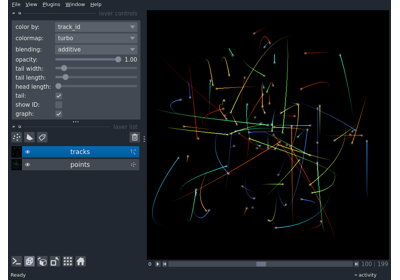 File View Plugins Window Help
layer controls
color by: track_id
colormap: turbo
blending: additive
opacity: 1.00
tail width:
tail length:
head length:
tail:
show ID:
graph:
layer list
tracks
points
100 | 199
Ready
activity